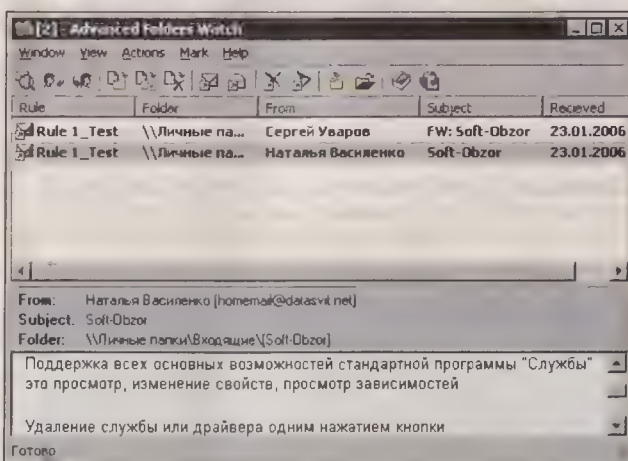 [2] - Advanced Folders Watch
Window View Actions Mark Help
Rule Folder From Subject Recieved
Rule 1_Test \\Личные па... Сергей Уваров FW: Soft-Obzor 23.01.2006
Rule 1_Test \\Личные па... Наталья Василенко Soft-Obzor 23.01.2006
From: Наталья Василенко [homemail@datasvit.net]
Subject: Soft-Obzor
Folder: \\Личные папки\Входящие\[Soft-Obzor]
Поддержка всех основных возможностей стандартной программы "Службы"
это просмотр, изменение свойств, просмотр зависимостей
Удаление службы или драйвера одним нажатием кнопки
Готово